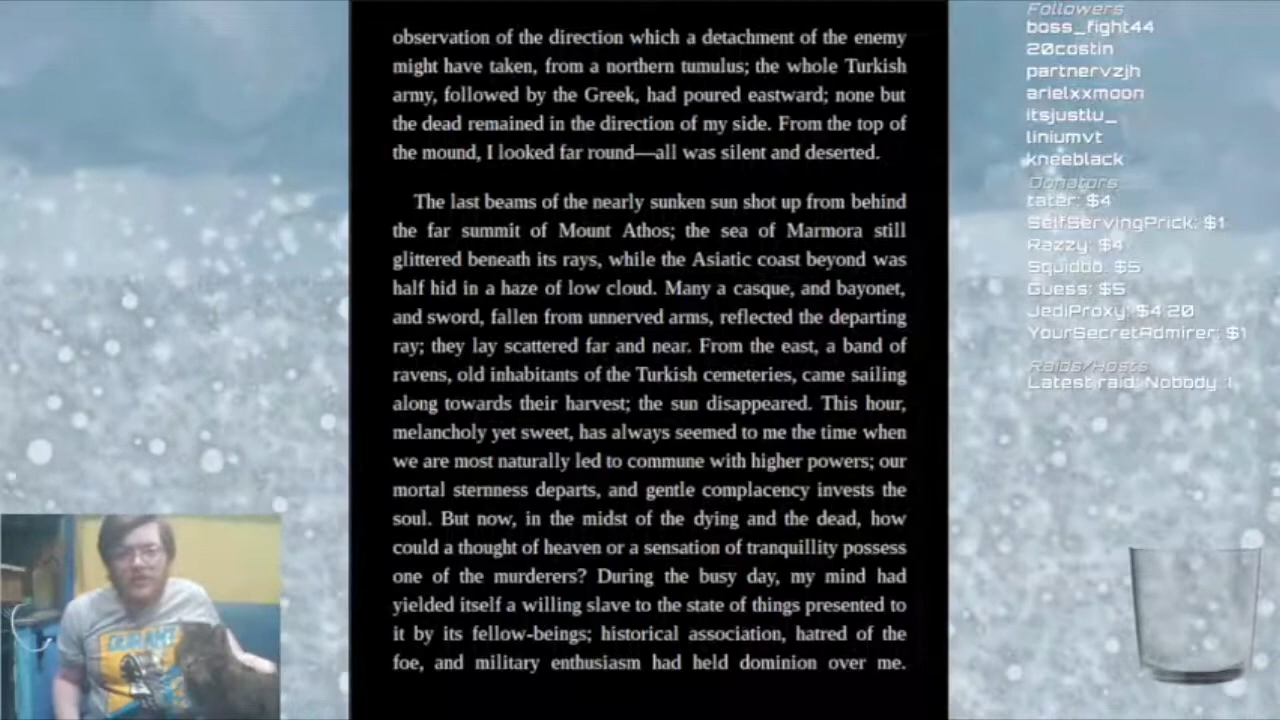 observation of the direction which a detachment of the enemy
might have taken, from a northern tumulus; the whole Turkish
army, followed by the Greek, had poured eastward; none but
the dead remained in the direction of my side. From the top of
the mound, I looked far round—all was silent and deserted.
The last beams of the nearly sunken sun shot up from behind
the far summit of Mount Athos; the sea of Marmora still
glittered beneath its rays, while the Asiatic coast beyond was
half hid in a haze of low cloud. Many a casque, and bayonet,
and sword, fallen from unnerved arms, reflected the departing
ray; they lay scattered far and near. From the east, a band of
ravens, old inhabitants of the Turkish cemeteries, came sailing
along towards their harvest; the sun disappeared. This hour,
melancholy yet sweet, has always seemed to me the time when
we are most naturally led to commune with higher powers; our
mortal sternness departs, and gentle complacency invests the
soul. But now, in the midst of the dying and the dead, how
could a thought of heaven or a sensation of tranquillity possess
one of the murderers? During the busy day, my mind had
yielded itself a willing slave to the state of things presented to
it by its fellow-beings; historical association, hatred of the
foe, and military enthusiasm had held dominion over me.
Followers
boss_fight44
20costin
partnervzjh
arielxxmoon
itsjustlu_
liniumvt
kneeblack
Donators
tater: $4
SelfServingPrick: $1
Razzy: $4
Squiddo: $5
Guess: $5
JediProxy: $4.20
YourSecretAdmirer: $1
Raids/Hosts
Latest raid: Nobody :(